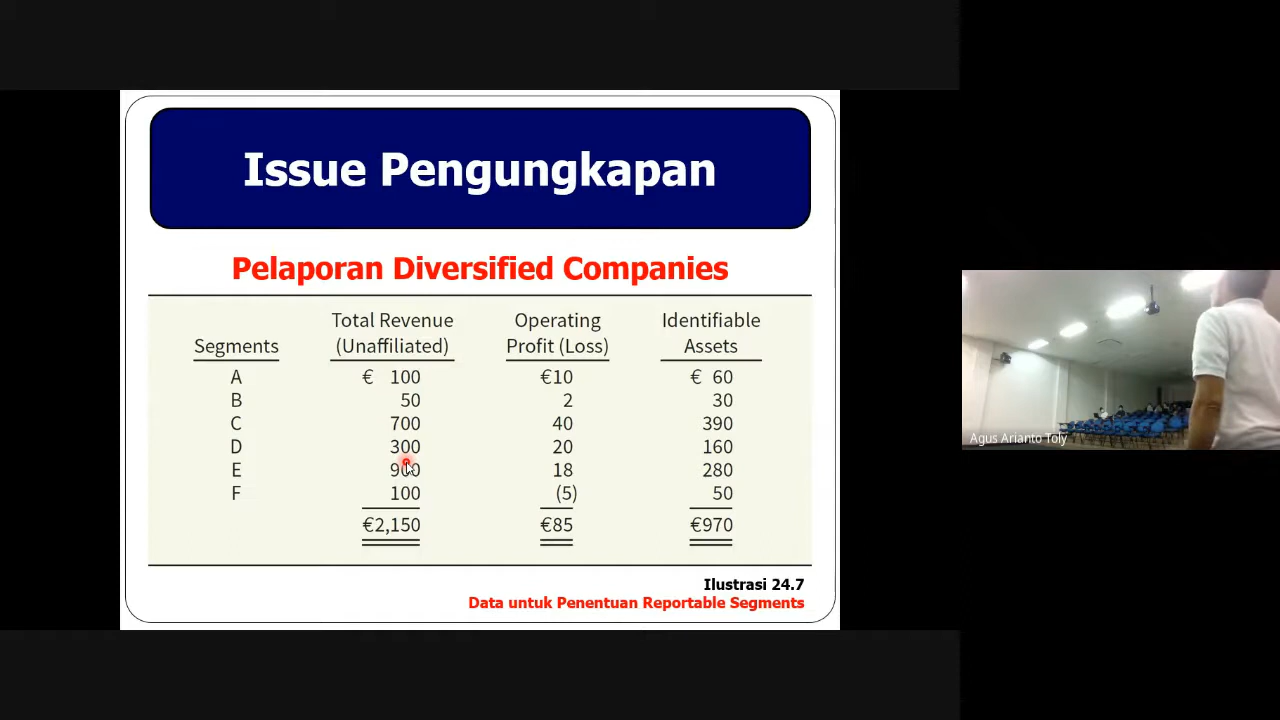 Issue Pengungkapan
Pelaporan Diversified Companies
Segments Total Revenue (Unaffiliated) Operating Profit (Loss) Identifiable Assets
A € 100 €10 € 60
B 50 2 30
C 700 40 390
D 300 20 160
E 900 18 280
F 100 (5) 50
€2,150 €85 €970
Ilustrasi 24.7
Data untuk Penentuan Reportable Segments
Agus Arianto Toly